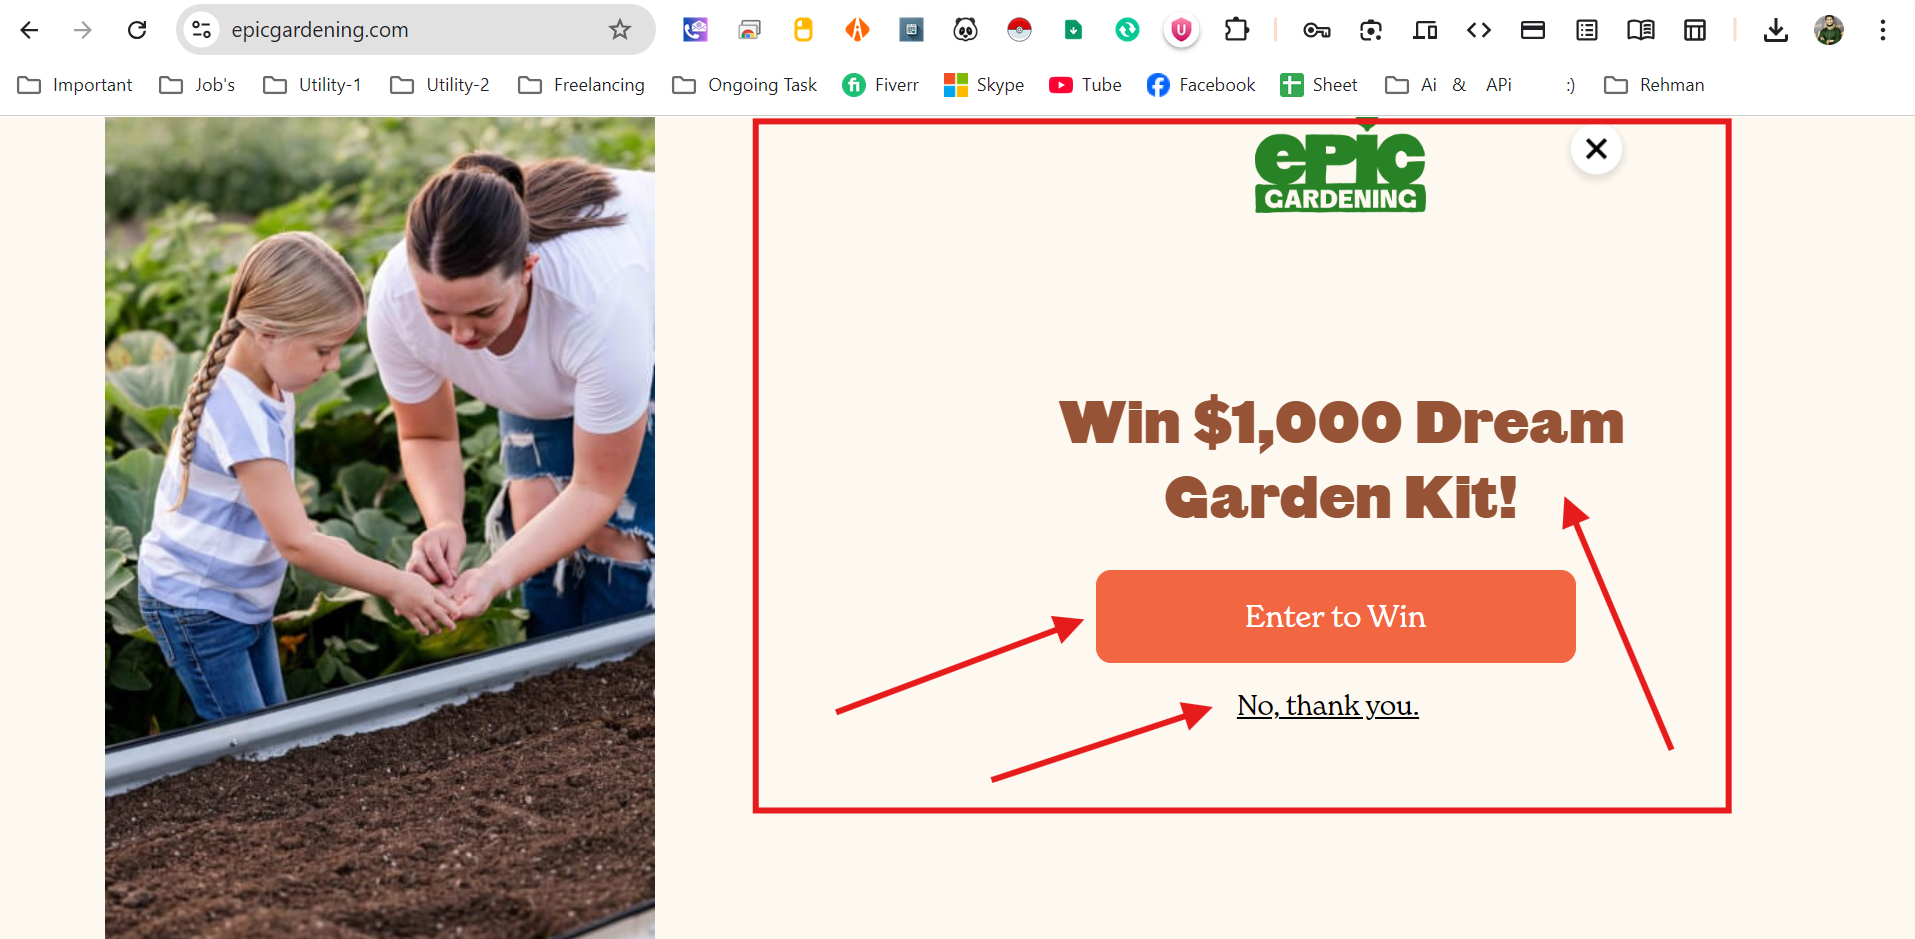 epicgardening.com
Important Job's Utility-1 Utility-2 Freelancing Ongoing Task Fiverr Skype Tube Facebook Sheet Ai & APi :) Rehman
ePiC
GARDENING
Win $1,000 Dream
Garden Kit!
Enter to Win
No, thank you.